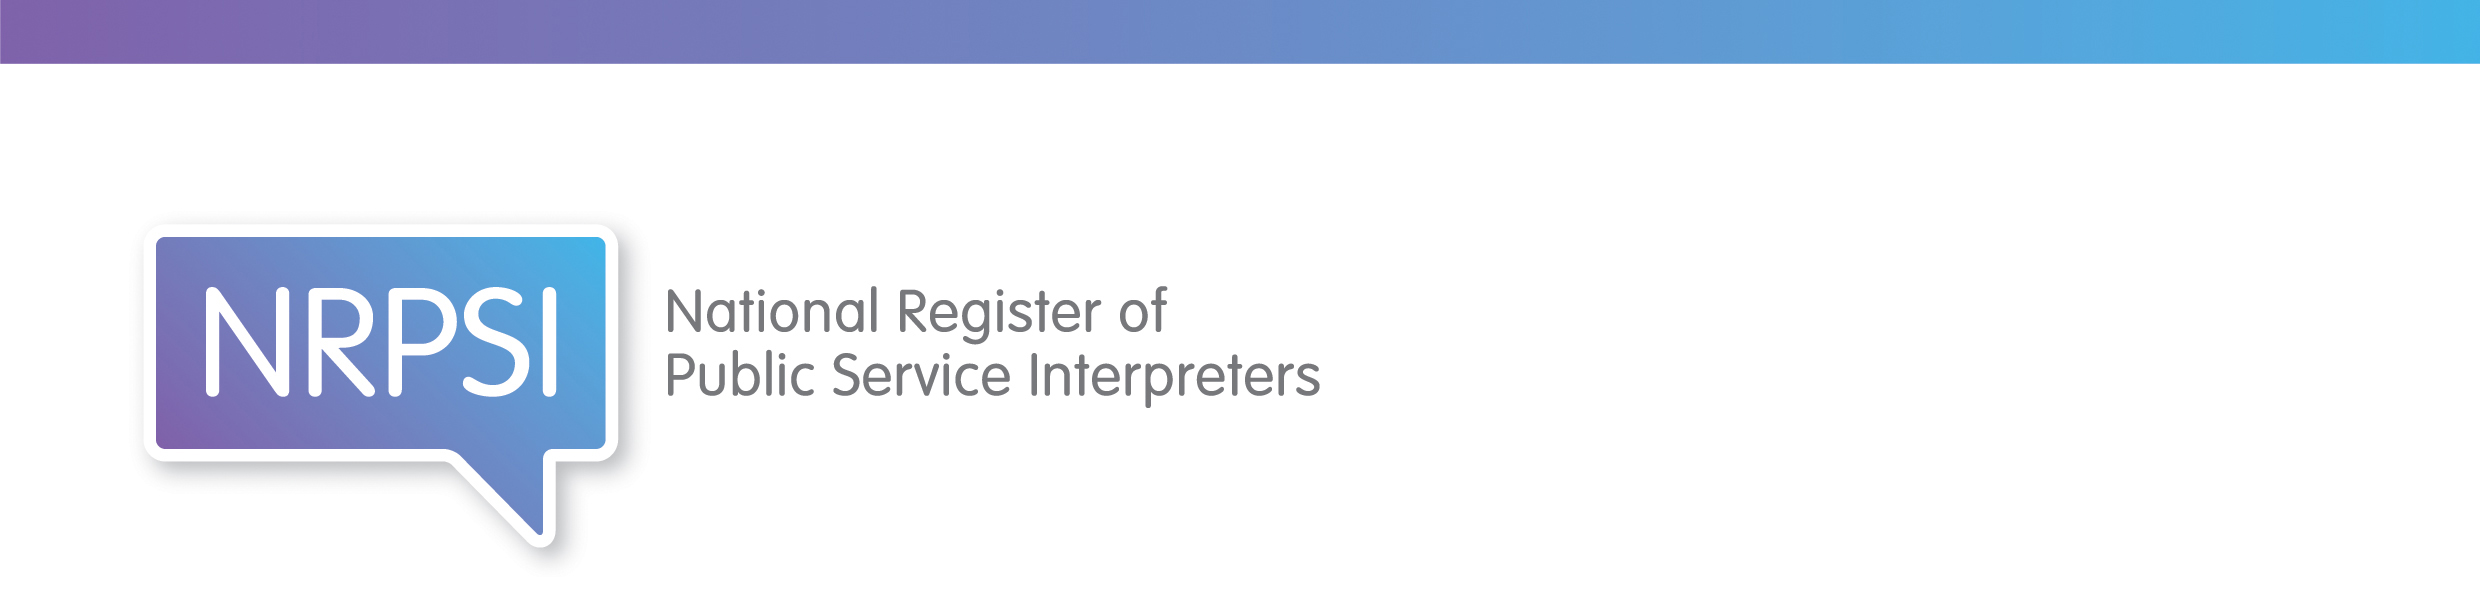 NRPSI
National Register of
Public Service Interpreters